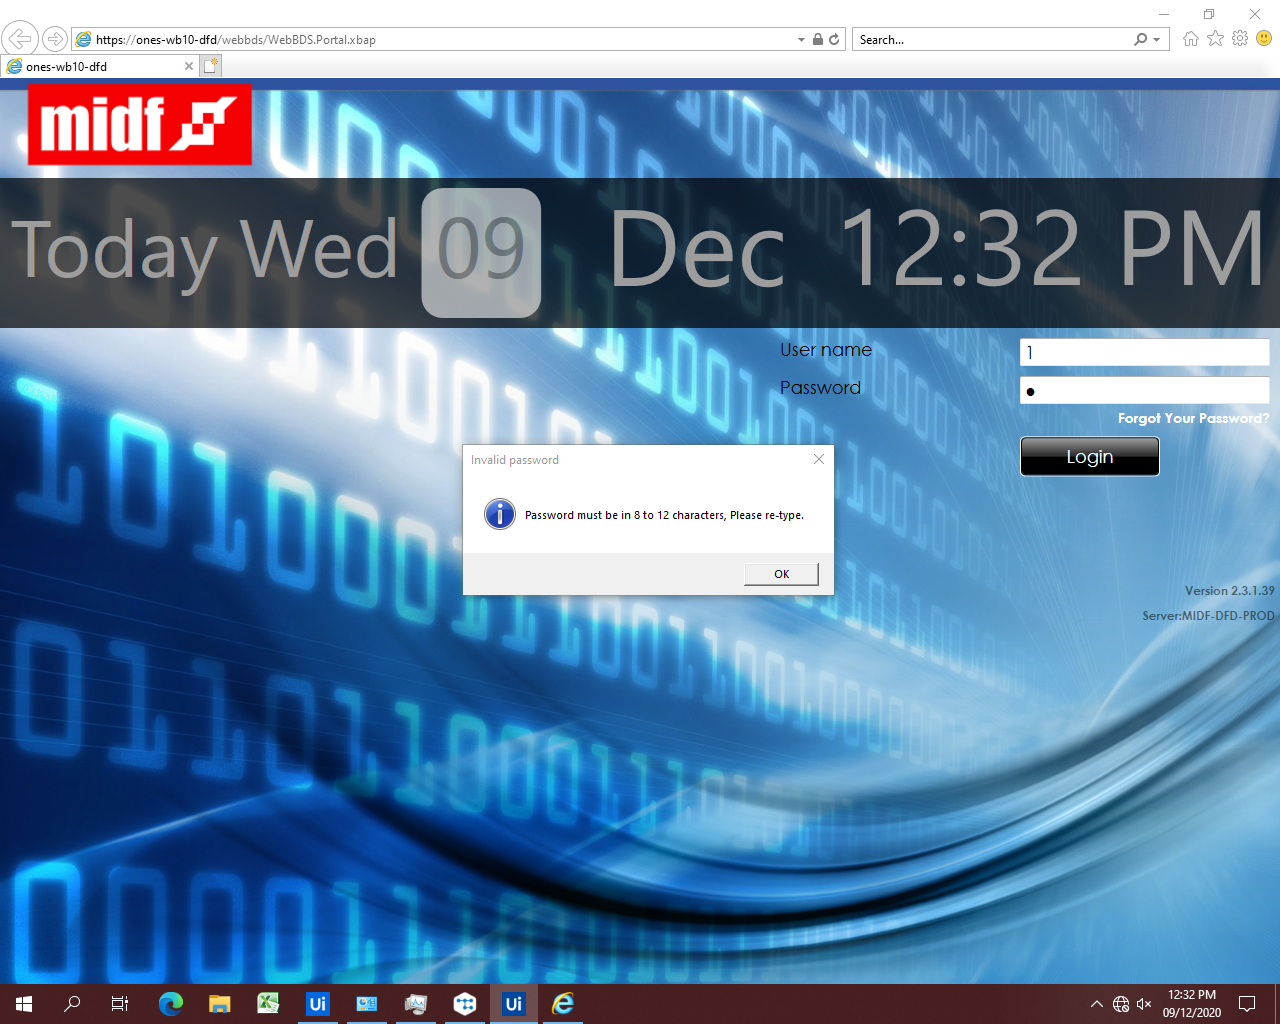 https://ones-wb10-dfd/webbds/WebBDS.Portal.xbap
Search...
ones-wb10-dfd
midf
Today Wed 09 Dec 12:32 PM
User name
1
Password
Forgot Your Password?
Login
Invalid password
Password must be in 8 to 12 characters, Please re-type.
OK
Version 2.3.1.39
Server:MIDF-DFD-PROD
Ui
Ui
12:32 PM
09/12/2020